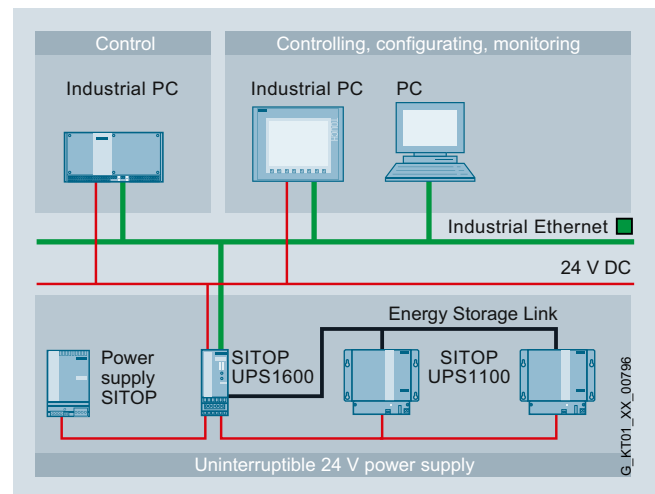 Control
Controlling, configurating, monitoring
Industrial PC
Industrial PC
PC
Industrial Ethernet
24 V DC
Energy Storage Link
Power
supply
SITOP
SITOP
UPS1600
SITOP
UPS1100
G_KT01_XX_00796
Uninterruptible 24 V power supply